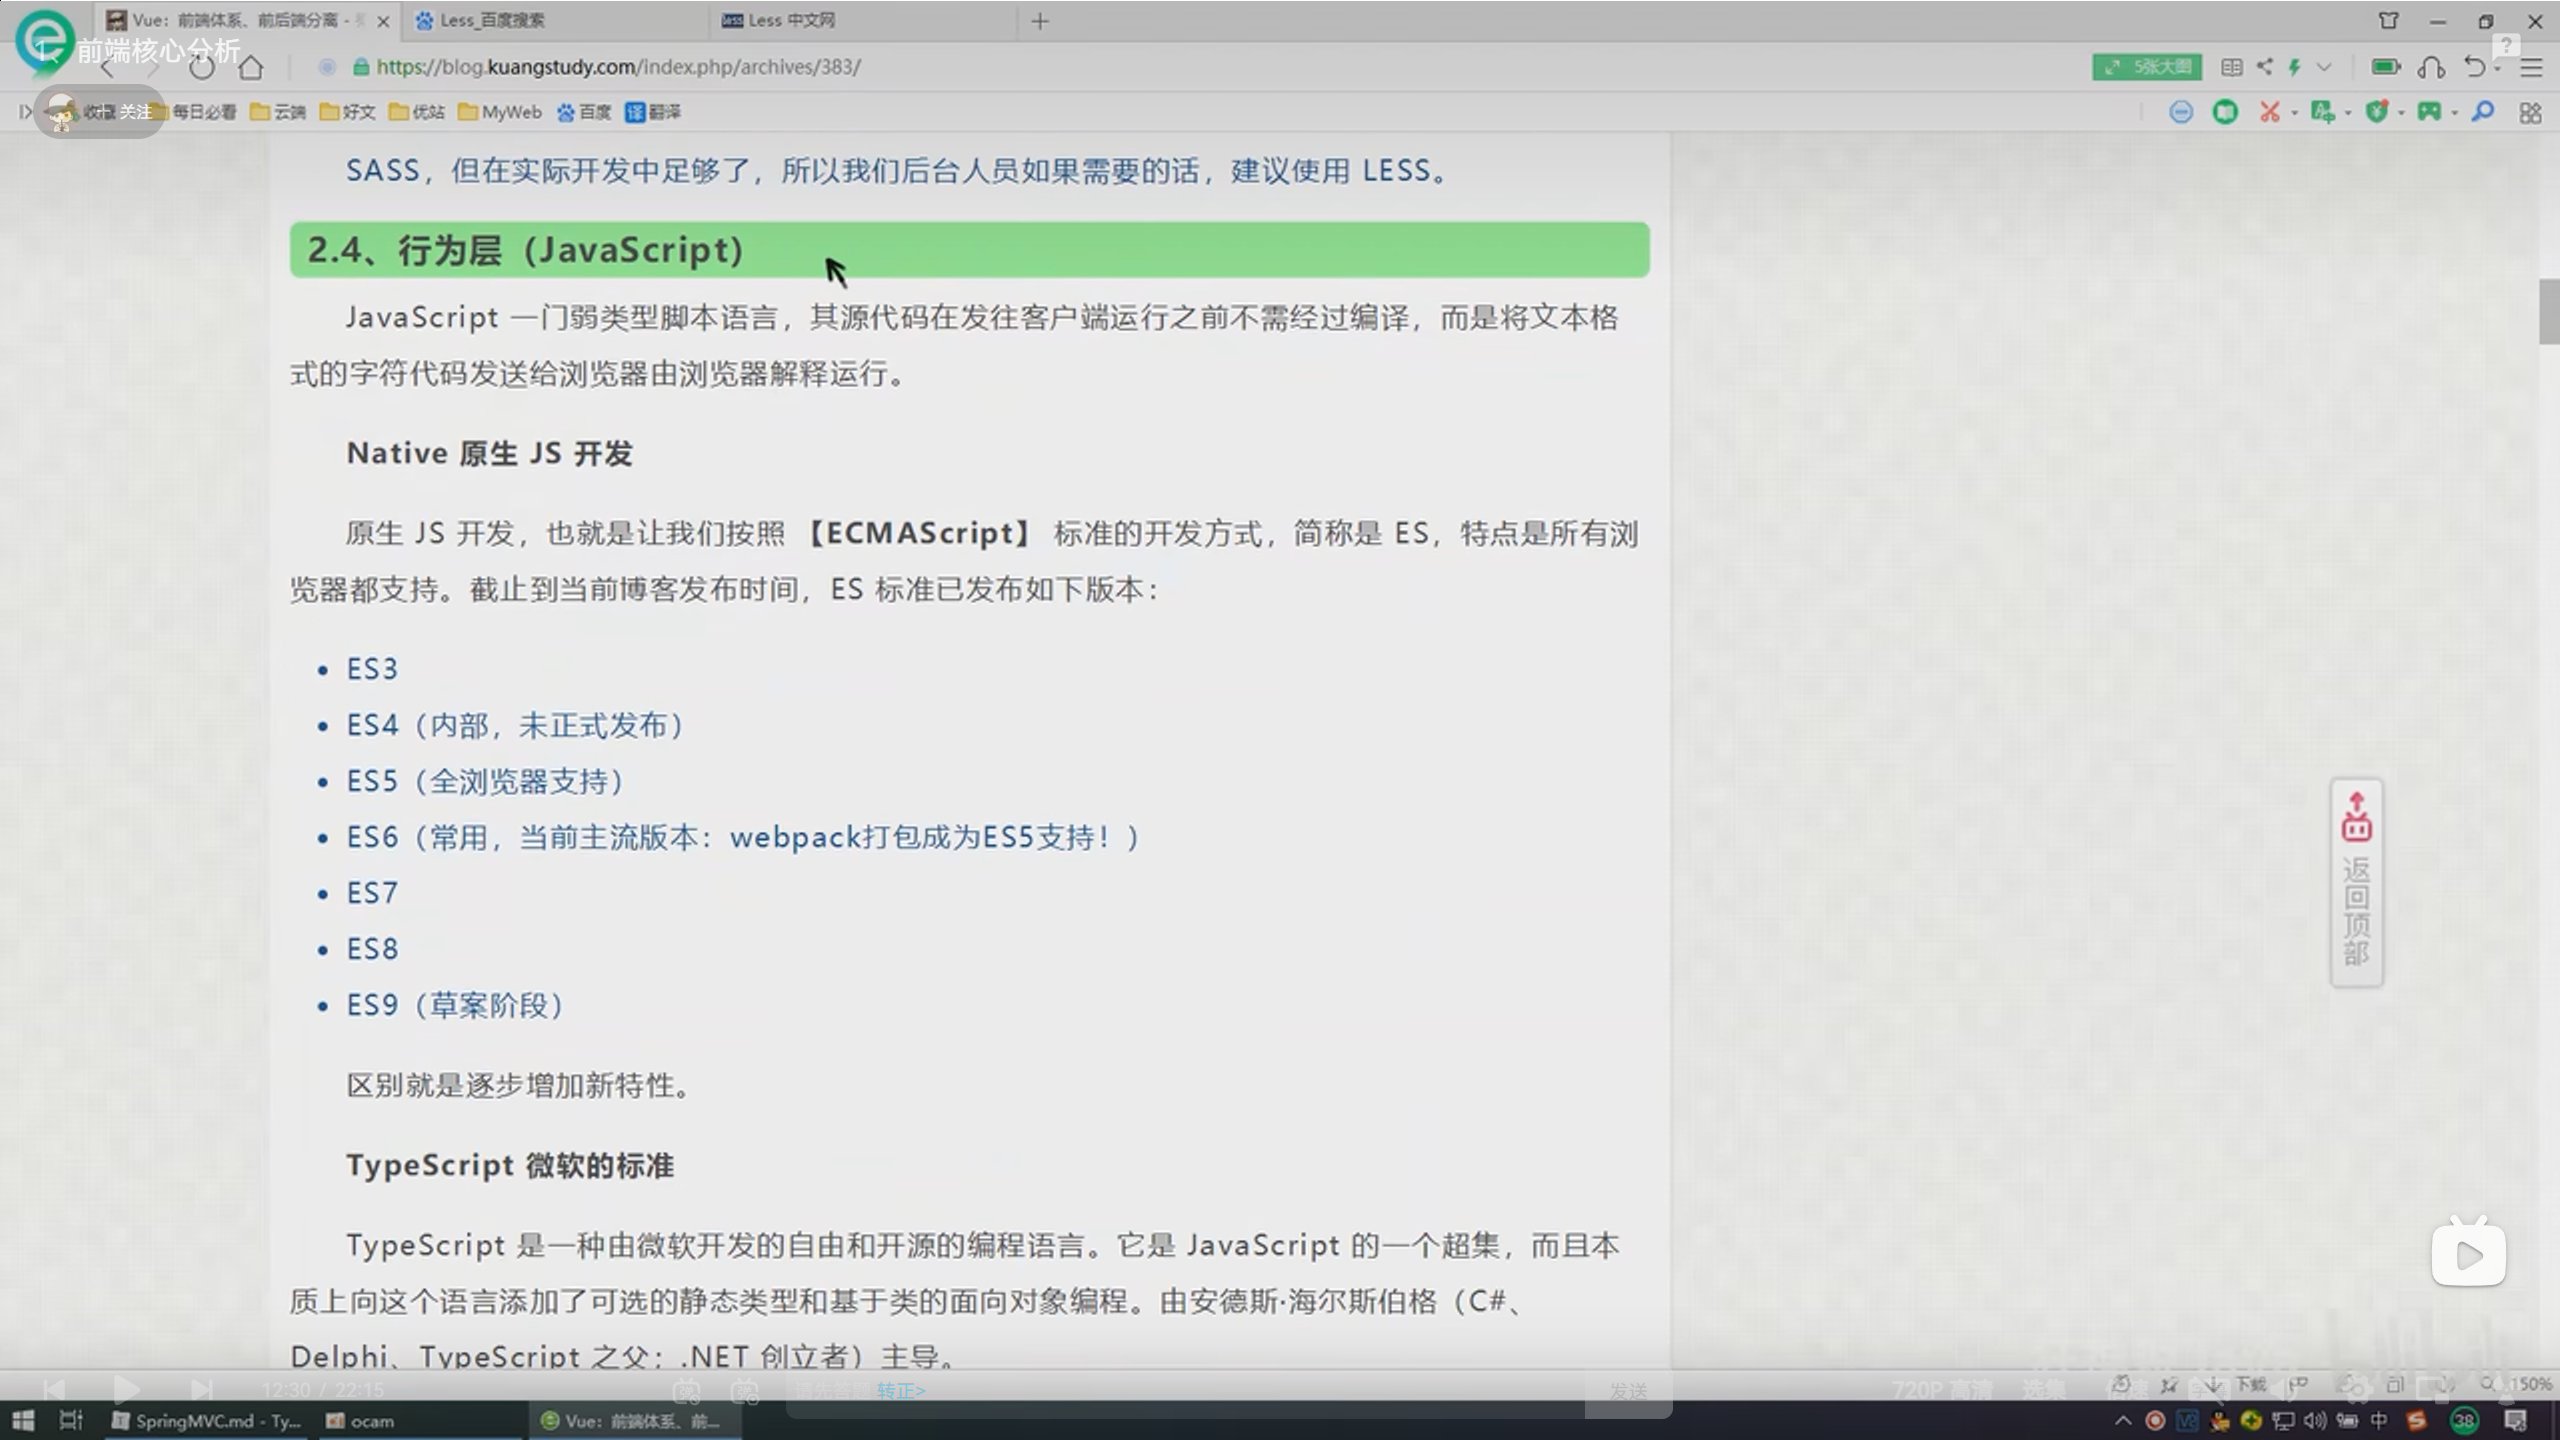 Vue：前端体系、前后端分离 -
Less_百度搜索
Less 中文网
1. 前端核心分析
https://blog.kuangstudy.com/index.php/archives/383/
5张大图
收藏
关注
每日必看
云端
好文
优站
MyWeb
百度
翻译
SASS，但在实际开发中足够了，所以我们后台人员如果需要的话，建议使用 LESS。
2.4、行为层（JavaScript）
JavaScript 一门弱类型脚本语言，其源代码在发往客户端运行之前不需经过编译，而是将文本格
式的字符代码发送给浏览器由浏览器解释运行。
Native 原生 JS 开发
原生 JS 开发，也就是让我们按照 【ECMAScript】 标准的开发方式，简称是 ES，特点是所有浏
览器都支持。截止到当前博客发布时间，ES 标准已发布如下版本：
• ES3
• ES4（内部，未正式发布）
• ES5（全浏览器支持）
• ES6（常用，当前主流版本：webpack打包成为ES5支持！）
• ES7
• ES8
• ES9（草案阶段）
区别就是逐步增加新特性。
TypeScript 微软的标准
TypeScript 是一种由微软开发的自由和开源的编程语言。它是 JavaScript 的一个超集，而且本
质上向这个语言添加了可选的静态类型和基于类的面向对象编程。由安德斯·海尔斯伯格（C#、
Delphi、TypeScript 之父；.NET 创立者）主导。
返回顶部
12:30 / 22:15
请先答题 转正>
发送
720P 高清
选集
倍速
下载
150%
SpringMVC.md - Ty...
ocam
Vue：前端体系、前...
中
38